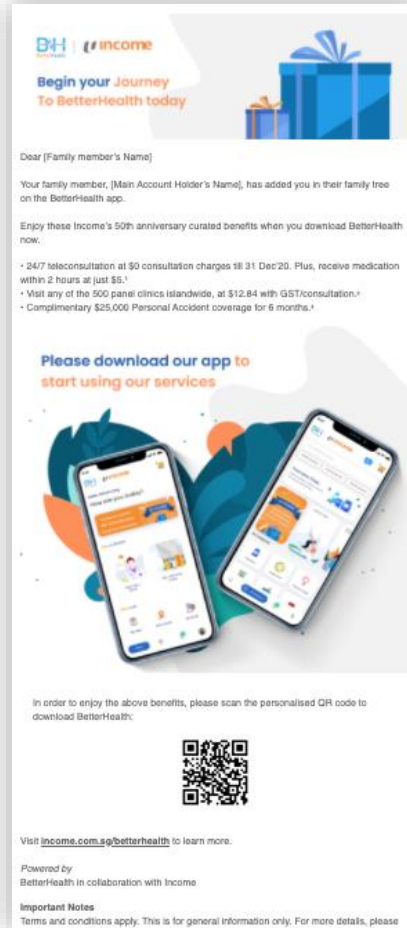 B&H BetterHealth | income
Begin your Journey
To BetterHealth today
Dear [Family member's Name]
Your family member, [Main Account Holder's Name], has added you in their family tree
on the BetterHealth app.
Enjoy these Income's 50th anniversary curated benefits when you download BetterHealth
now.
• 24/7 teleconsultation at $0 consultation charges till 31 Dec'20. Plus, receive medication
within 2 hours at just $5.¹
• Visit any of the 500 panel clinics islandwide, at $12.84 with GST/consultation.
• Complimentary $25,000 Personal Accident coverage for 6 months.
Please download our app to
start using our services
How are you today?
In order to enjoy the above benefits, please scan the personalised QR code to
download BetterHealth:
Visit income.com.sg/betterhealth to learn more.
Powered by
BetterHealth in collaboration with Income
Important Notes
Terms and conditions apply. This is for general information only. For more details, please